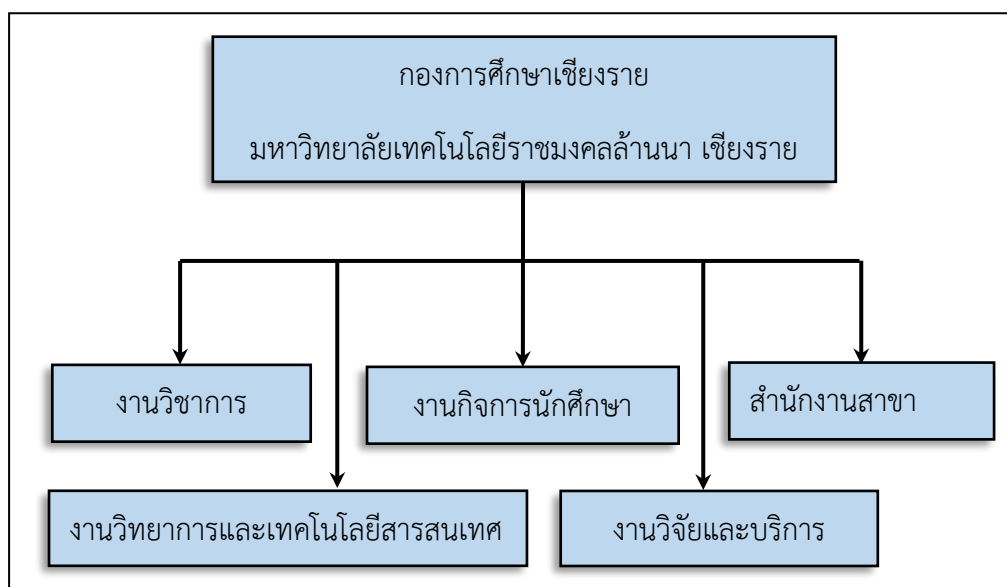 กองการศึกษาเชียงราย
มหาวิทยาลัยเทคโนโลยีราชมงคลล้านนา เชียงราย
งานวิชาการ
งานกิจการนักศึกษา
สำนักงานสาขา
งานวิทยาการและเทคโนโลยีสารสนเทศ
งานวิจัยและบริการ